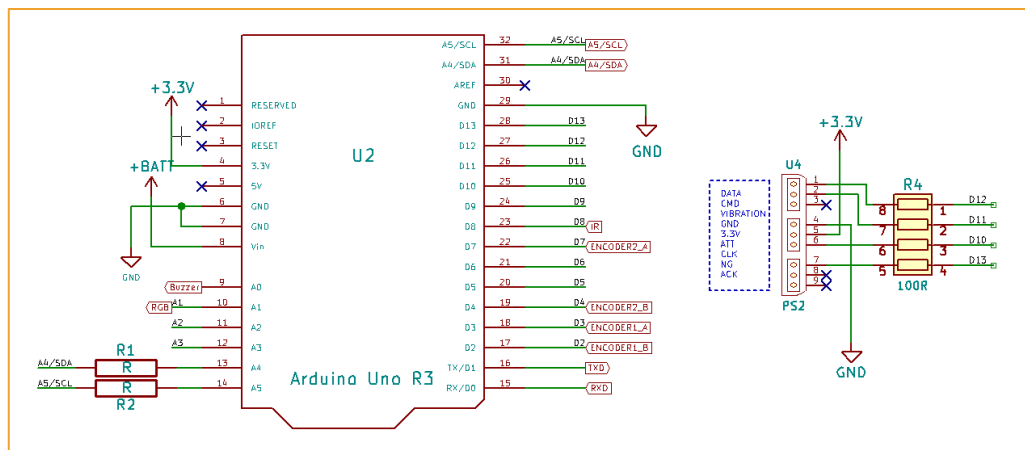 +3.3V
+BATT
GND
U2
Arduino Uno R3
1 RESERVED
2 IOREF
3 RESET
4 3.3V
5 5V
6 GND
7 GND
8 Vin
Buzzer 9 A0
RGB A1 10 A1
A2 11 A2
A3 12 A3
R1
A4/SDA R 13 A4
A5/SCL R 14 A5
R2
A5/SCL 32 A5/SCL A5/SCL
A4/SDA 31 A4/SDA A4/SDA
AREF 30
GND 29
GND
D13 28 D13
D12 27 D12
D11 26 D11
D10 25 D10
D9 24 D9
D8 23 D8 IR
D7 22 D7 ENCODER2_A
D6 21 D6
D5 20 D5
D4 19 D4 ENCODER2_B
D3 18 D3 ENCODER1_A
D2 17 D2 ENCODER1_B
TX/D1 16 TXD
RX/D0 15 RXD
+3.3V
U4
DATA
CMD
VIBRATION
GND
3.3V
ATT
CLK
NG
ACK
1
2
3
4
5
6
7
8
9
PS2
R4
8 1 D12
7 2 D11
6 3 D10
5 4 D13
100R
GND